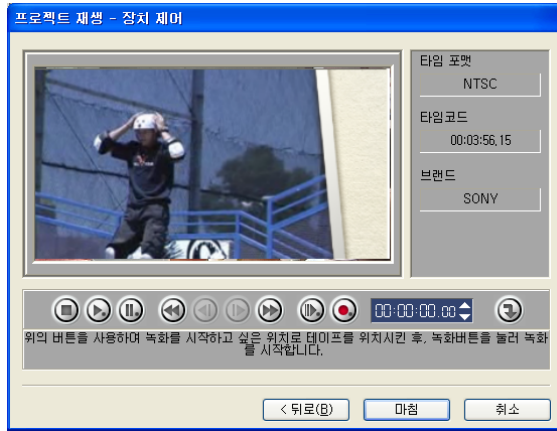 프로젝트 재생 - 장치 제어
타임 포맷
NTSC
타임코드
00:03:56,15
브랜드
SONY
00:00:00.00
위의 버튼을 사용하여 녹화를 시작하고 싶은 위치로 테이프를 위치시킨 후, 녹화버튼을 눌러 녹화
를 시작합니다.
< 뒤로(B)
마침
취소